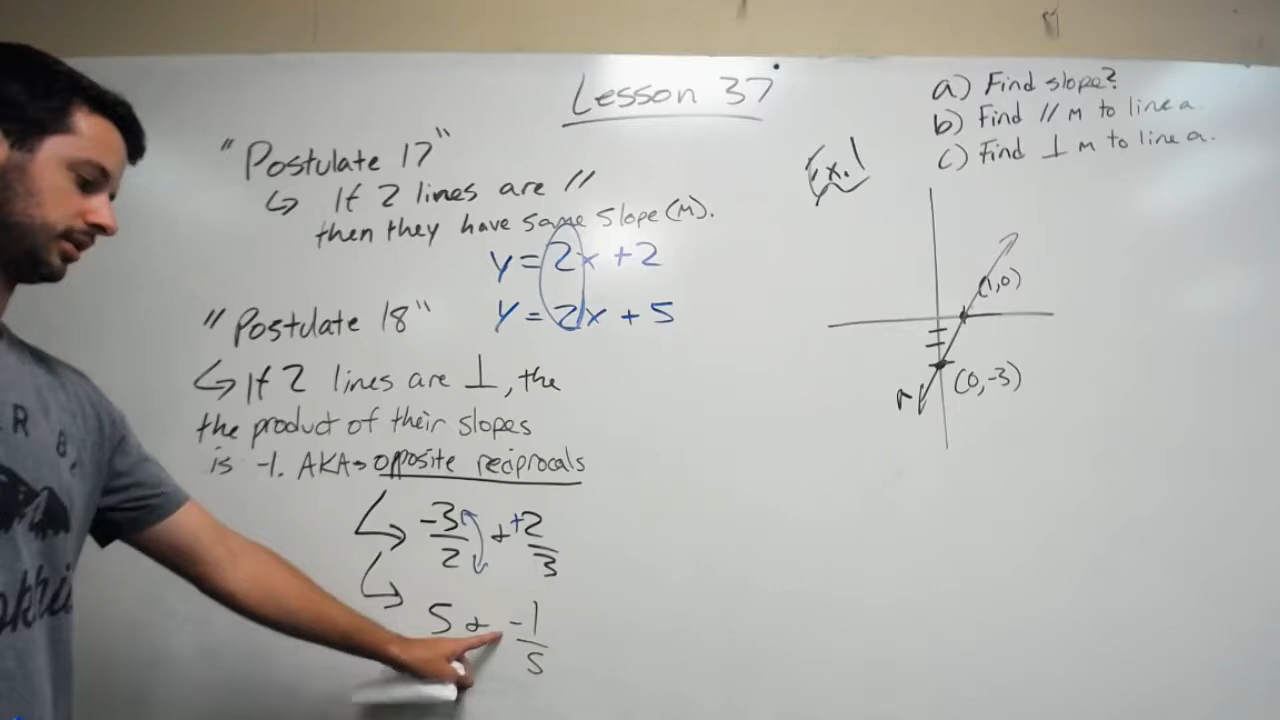 Lesson 37
"Postulate 17"
↳ If 2 lines are //
then they have same slope (M).
y = 2x + 2
y = 2x + 5
"Postulate 18"
↳ If 2 lines are ⊥, the
the product of their slopes
is -1. AKA→ opposite reciprocals
-3/2 + +2/3
5 + -1/5
a) Find slope?
b) Find // M to line a.
c) Find ⊥ M to line a.
Ex. 1
(1,0)
(0,-3)